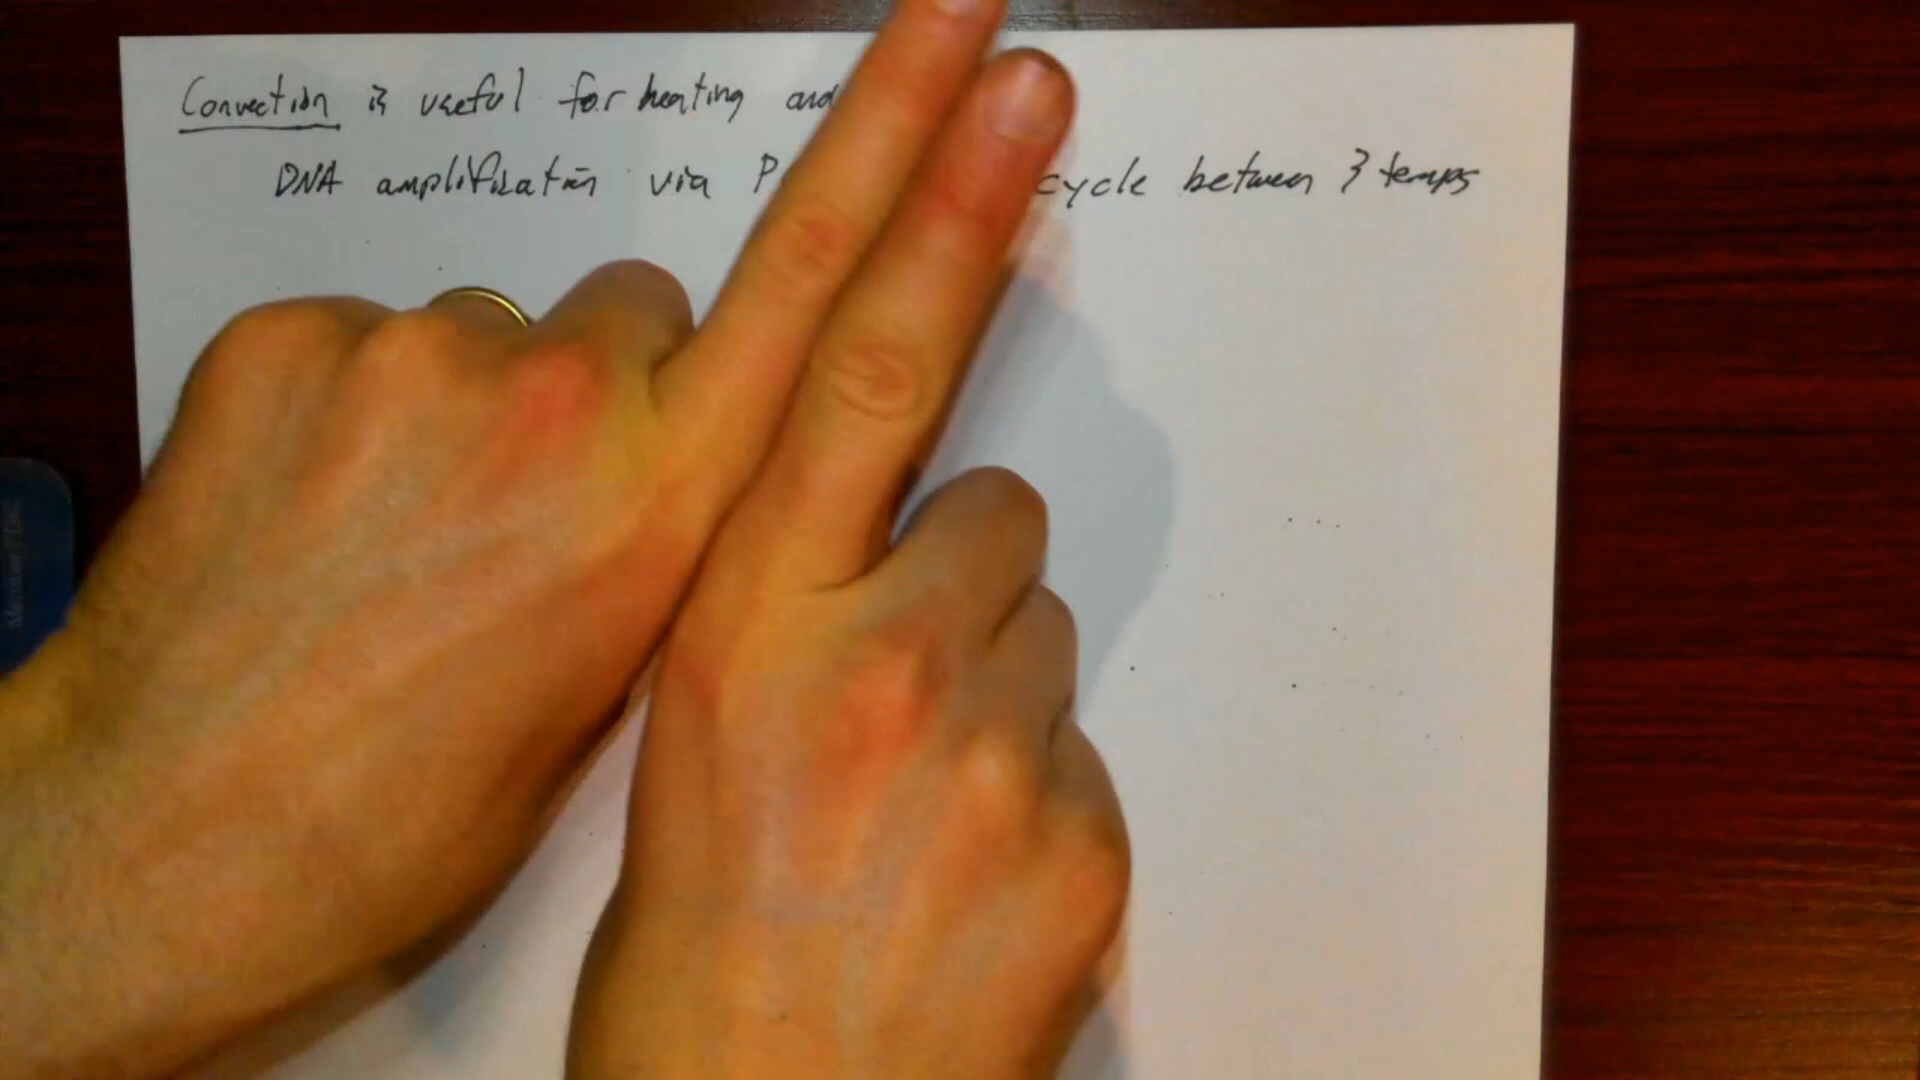 Convection is useful for heating and
DNA amplification via P cycle between 3 temps